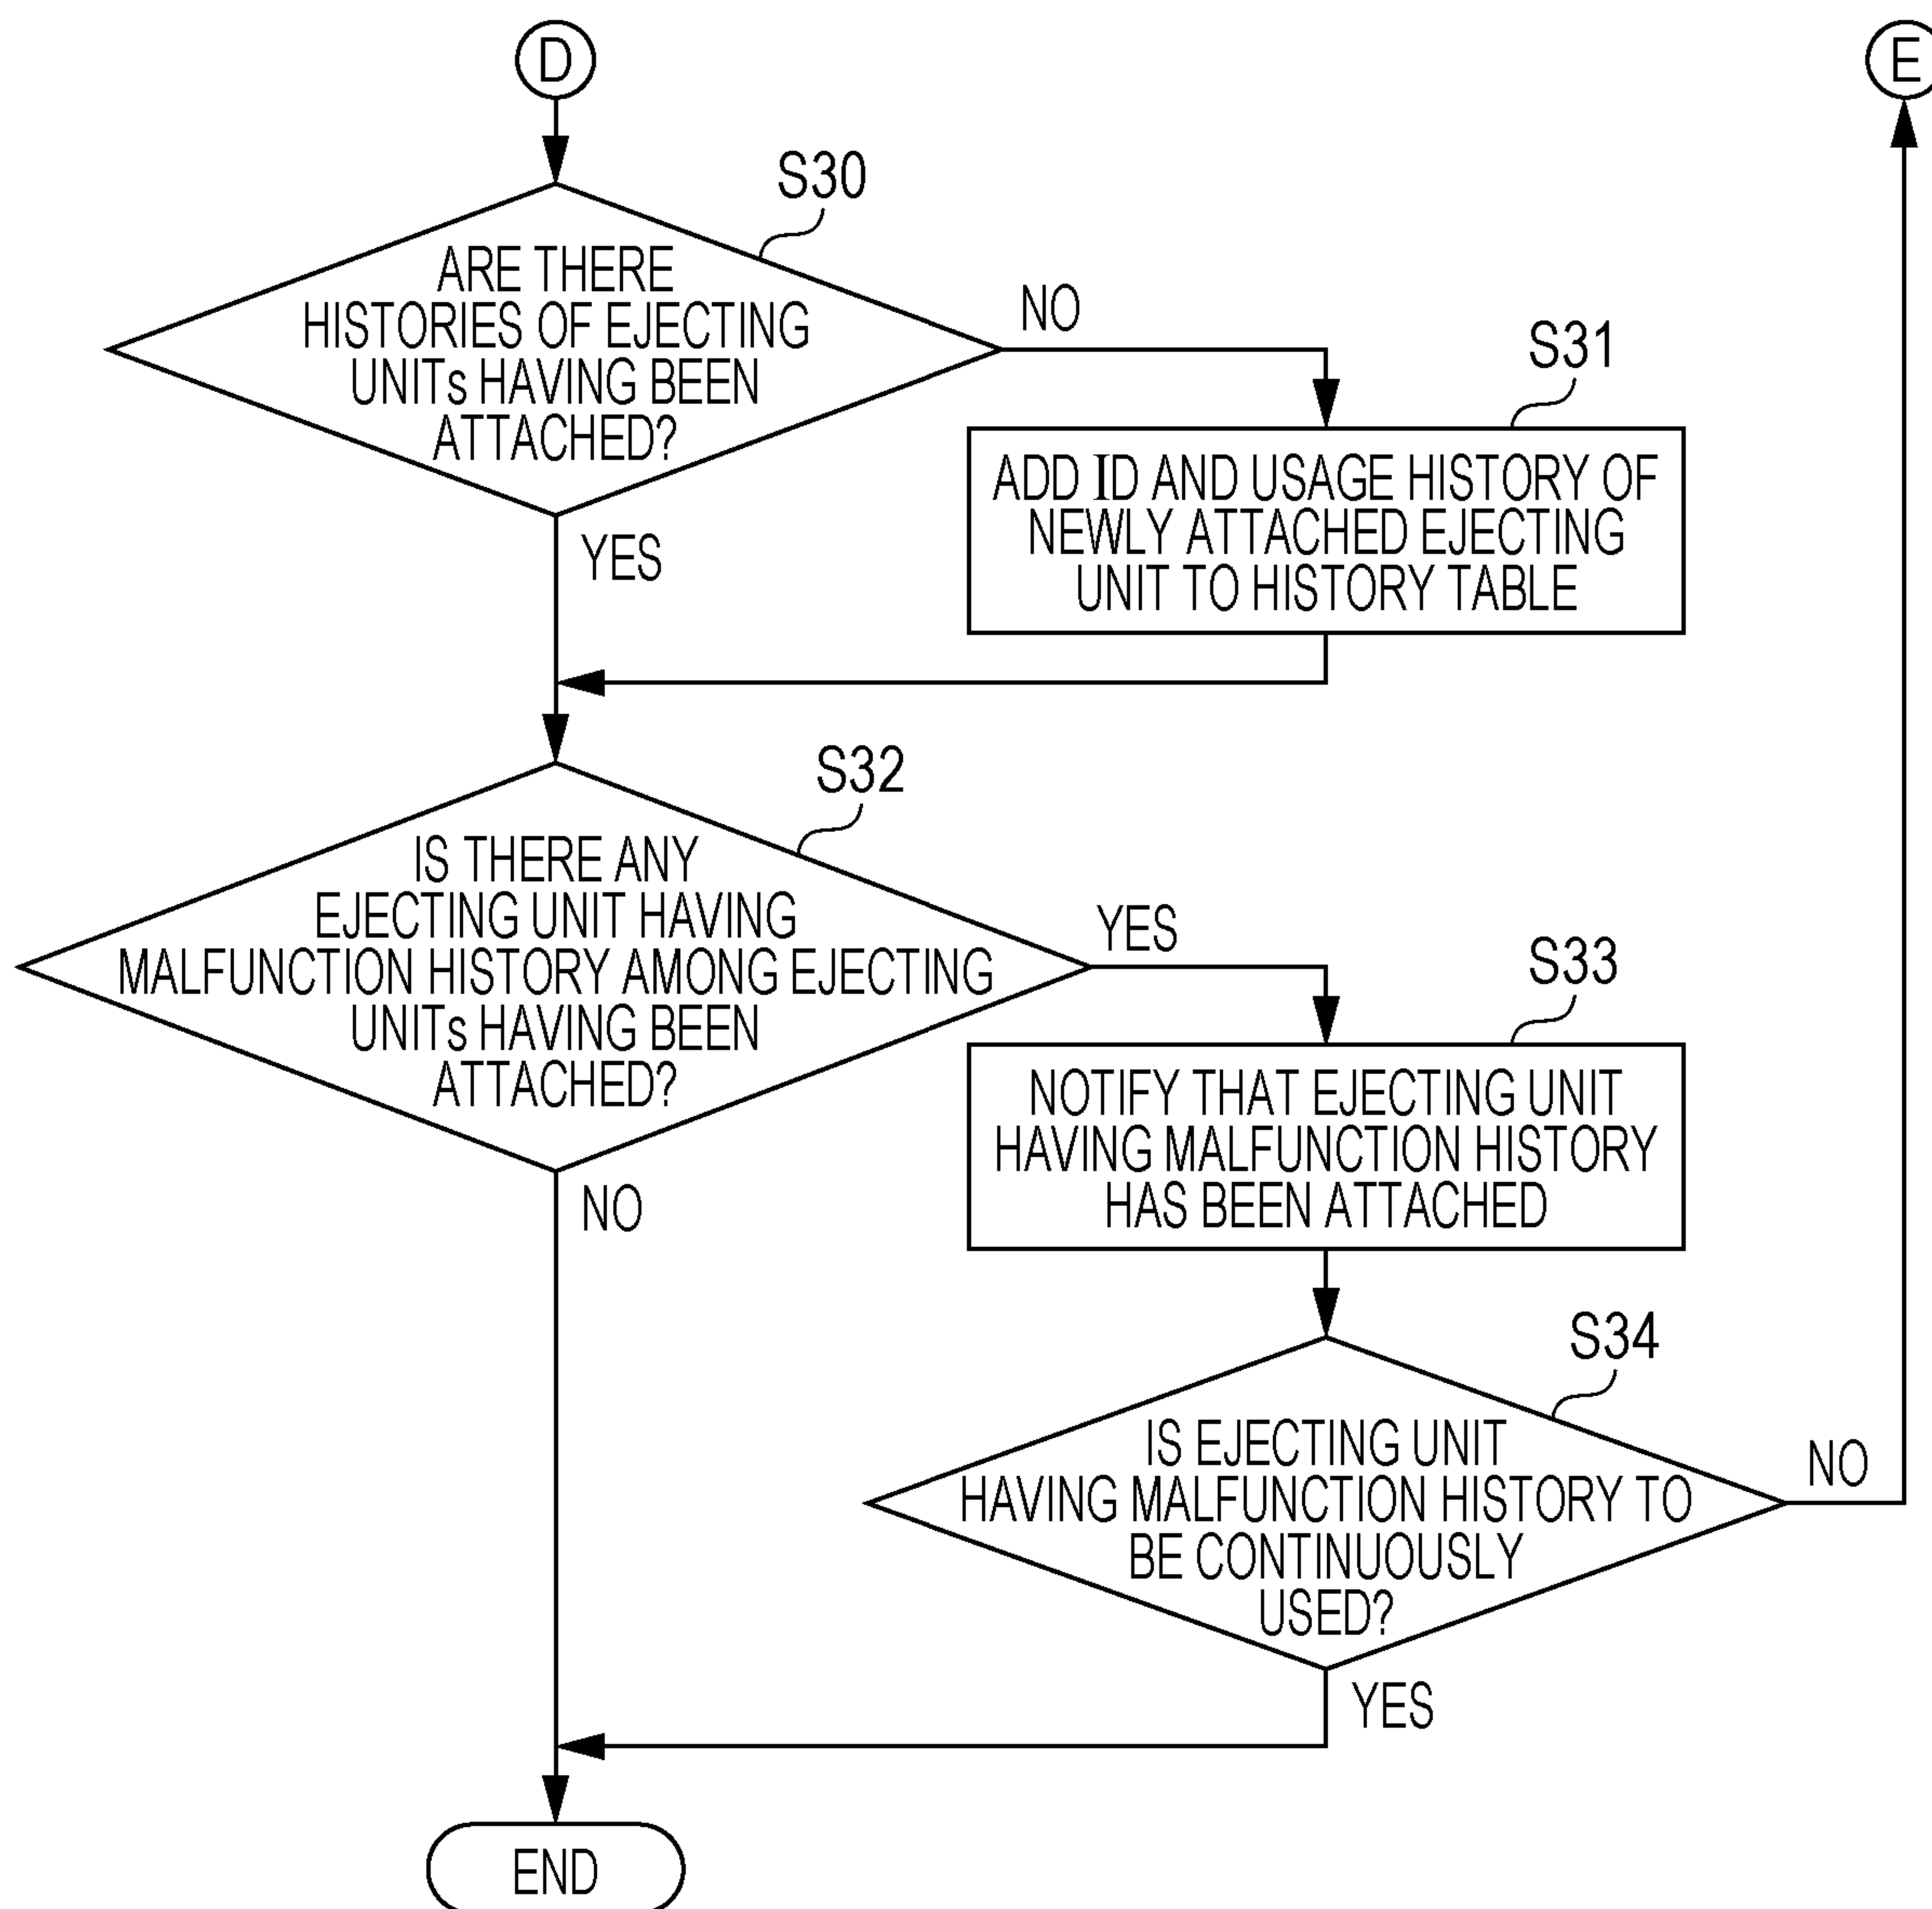 D
E
S30
ARE THERE
HISTORIES OF EJECTING
UNITs HAVING BEEN
ATTACHED?
NO
YES
S31
ADD ID AND USAGE HISTORY OF
NEWLY ATTACHED EJECTING
UNIT TO HISTORY TABLE
S32
IS THERE ANY
EJECTING UNIT HAVING
MALFUNCTION HISTORY AMONG EJECTING
UNITs HAVING BEEN
ATTACHED?
YES
NO
S33
NOTIFY THAT EJECTING UNIT
HAVING MALFUNCTION HISTORY
HAS BEEN ATTACHED
S34
IS EJECTING UNIT
HAVING MALFUNCTION HISTORY TO
BE CONTINUOUSLY
USED?
NO
YES
END